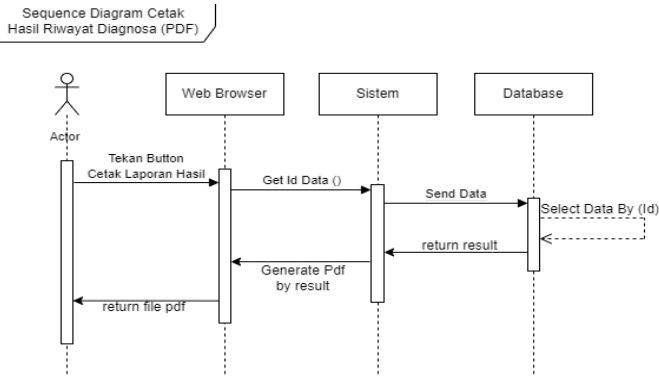 Sequence Diagram Cetak
Hasil Riwayat Diagnosa (PDF)
Web Browser
Sistem
Database
Actor
Tekan Button
Cetak Laporan Hasil
Get Id Data ()
Send Data
Select Data By (Id)
return result
Generate Pdf
by result
return file pdf